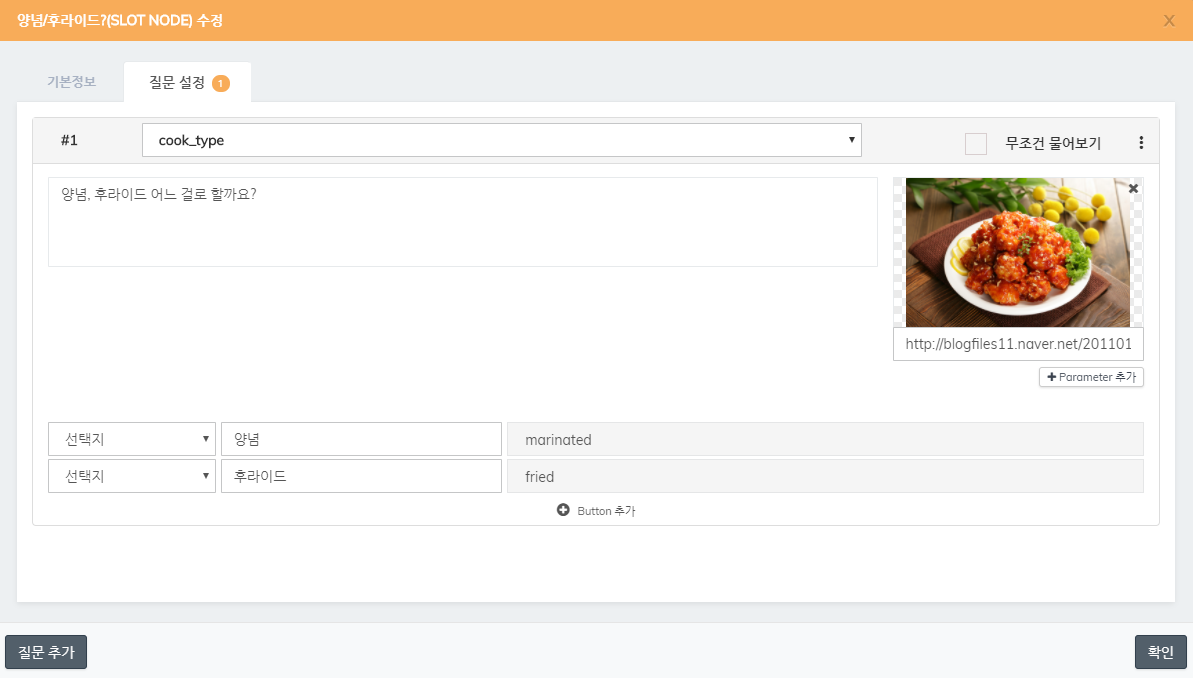 양념/후라이드?(SLOT NODE) 수정
X
기본정보
질문 설정 1
#1
cook_type
무조건 물어보기
양념, 후라이드 어느 걸로 할까요?
http://blogfiles11.naver.net/201101
Parameter 추가
선택지
양념
marinated
선택지
후라이드
fried
Button 추가
질문 추가
확인